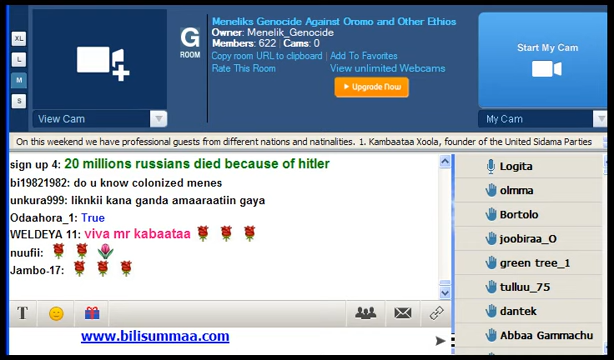 Meneliks Genocide Against Oromo and Other Ethios
Owner: Menelik_Genocide
Members: 622 | Cams: 0
Copy room URL to clipboard | Add To Favorites
Rate This Room View unlimited Webcams
Upgrade Now
G
ROOM
XL
L
M
S
View Cam
Start My Cam
My Cam
On this weekend we have professional guests from different nations and natinalities. 1. Kambaataa Xoola, founder of the United Sidama Parties
sign up 4: 20 millions russians died because of hitler
bi19821982: do u know colonized menes
unkura999: liknkii kana ganda amaaraatiin gaya
Odaahora_1: True
WELDEYA 11: viva mr kabaataa
nuufii:
Jambo-17:
T
www.bilisummaa.com
Logita
olmma
Bortolo
joobiraa_O
green tree_1
tulluu_75
dantek
Abbaa Gammachu